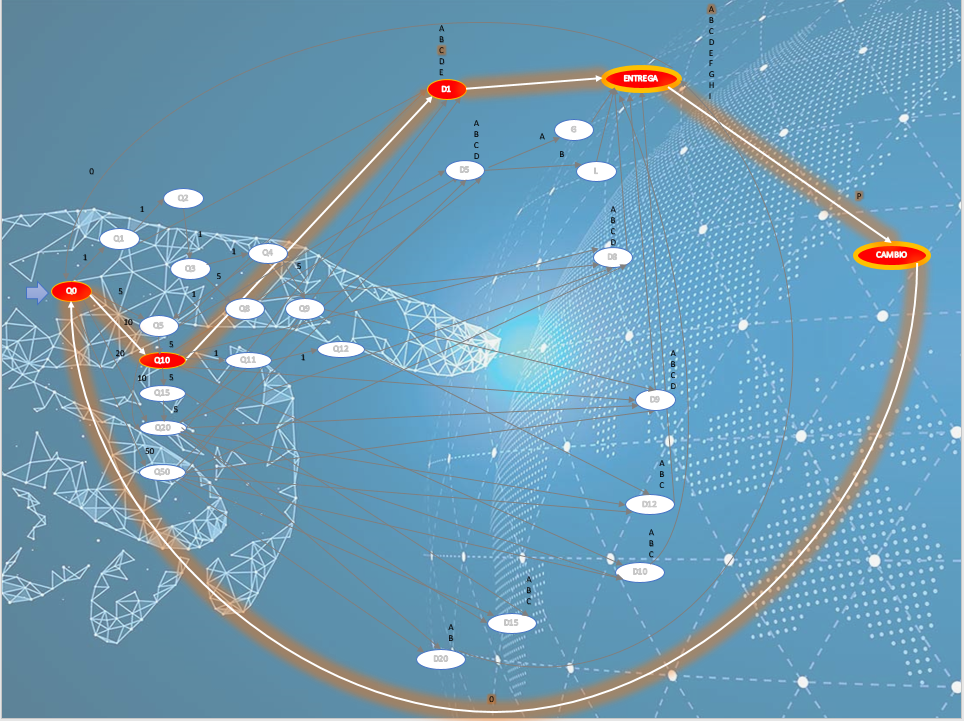 A
B
C
D
E
F
G
H
I
A
B
C
D
E
D1
ENTREGA
A
B
C
D
G
A
B
D5
L
0
Q2
1
Q1
1
1
1
Q4
Q3
5
5
A
B
C
D
D8
P
CAMBIO
Q0
5
1
Q8
Q9
10
Q5
5
20
Q10
1
Q11
1
Q12
10
5
Q15
5
Q20
50
Q50
A
B
C
D
D9
A
B
C
D12
A
B
C
D10
A
B
C
D15
A
B
D20
0